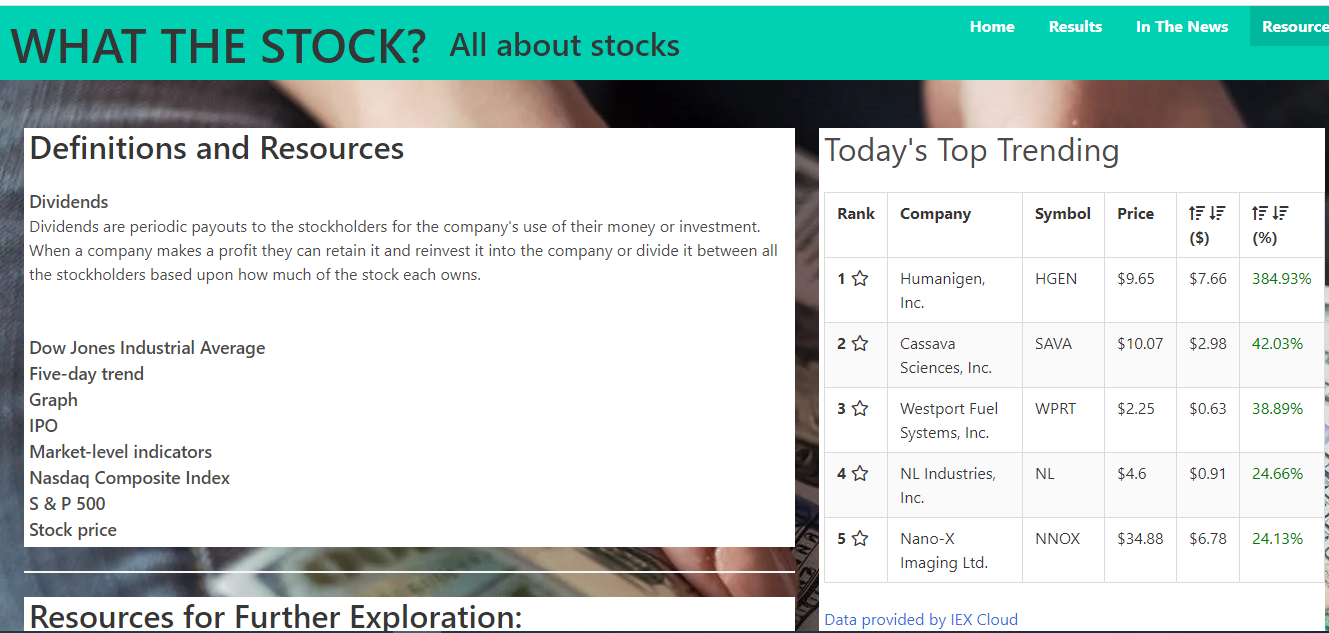 WHAT THE STOCK? All about stocks
Home Results In The News Resource
Definitions and Resources
Dividends
Dividends are periodic payouts to the stockholders for the company's use of their money or investment.
When a company makes a profit they can retain it and reinvest it into the company or divide it between all
the stockholders based upon how much of the stock each owns.
Dow Jones Industrial Average
Five-day trend
Graph
IPO
Market-level indicators
Nasdaq Composite Index
S & P 500
Stock price
Resources for Further Exploration:
Today's Top Trending
Rank Company Symbol Price ($) (%)
1 Humanigen, HGEN $9.65 $7.66 384.93%
Inc.
2 Cassava SAVA $10.07 $2.98 42.03%
Sciences, Inc.
3 Westport Fuel WPRT $2.25 $0.63 38.89%
Systems, Inc.
4 NL Industries, NL $4.6 $0.91 24.66%
Inc.
5 Nano-X NNOX $34.88 $6.78 24.13%
Imaging Ltd.
Data provided by IEX Cloud